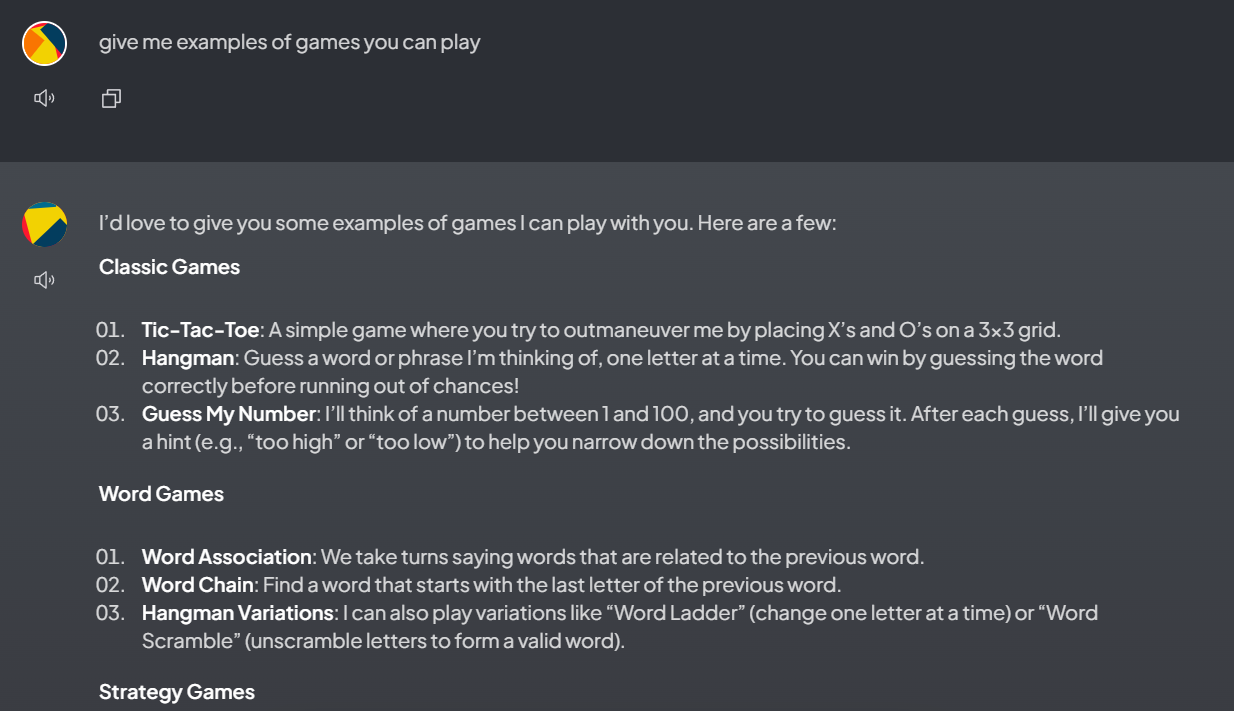 give me examples of games you can play
I'd love to give you some examples of games I can play with you. Here are a few:
Classic Games
01. Tic-Tac-Toe: A simple game where you try to outmaneuver me by placing X's and O's on a 3×3 grid.
02. Hangman: Guess a word or phrase I'm thinking of, one letter at a time. You can win by guessing the word
correctly before running out of chances!
03. Guess My Number: I'll think of a number between 1 and 100, and you try to guess it. After each guess, I'll give you
a hint (e.g., “too high” or “too low”) to help you narrow down the possibilities.
Word Games
01. Word Association: We take turns saying words that are related to the previous word.
02. Word Chain: Find a word that starts with the last letter of the previous word.
03. Hangman Variations: I can also play variations like “Word Ladder” (change one letter at a time) or “Word
Scramble” (unscramble letters to form a valid word).
Strategy Games